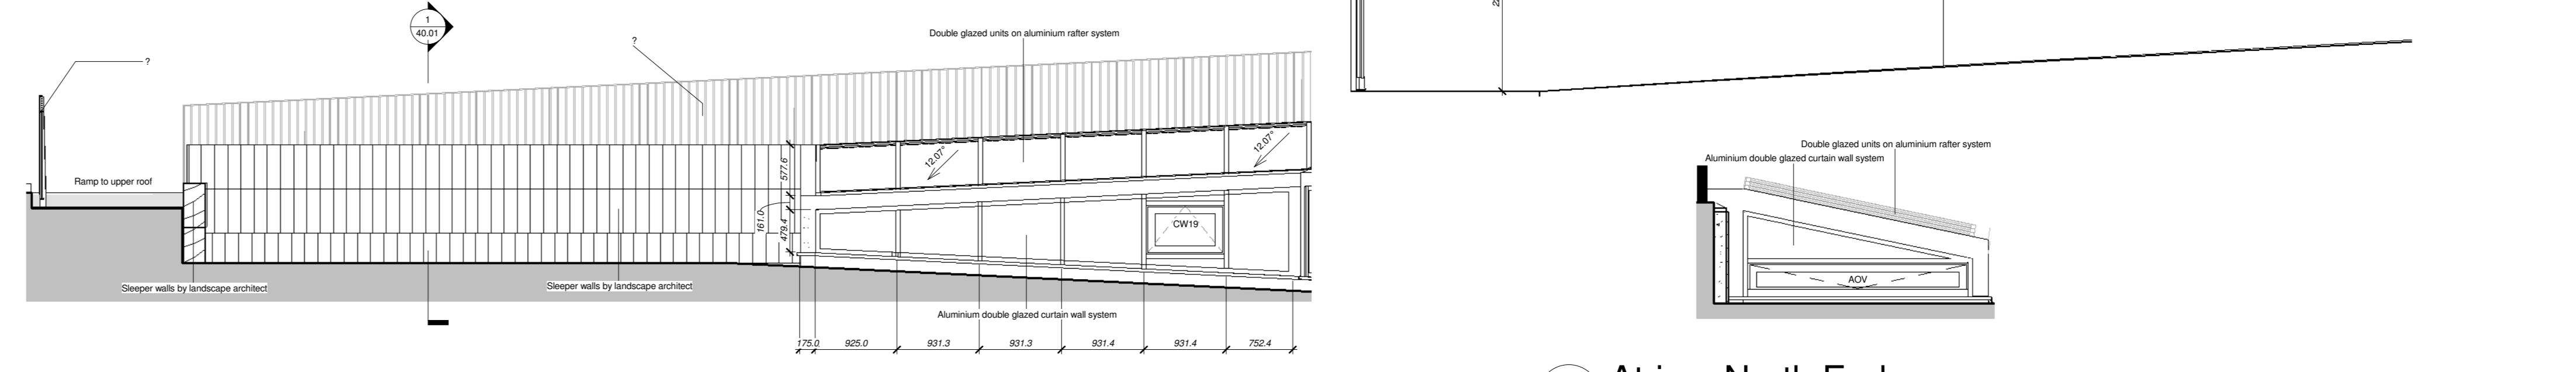 1
40.01
?
?
Double glazed units on aluminium rafter system
Ramp to upper roof
577.6
161.0
479.4
12.07°
12.07°
CW19
Sleeper walls by landscape architect
Sleeper walls by landscape architect
Aluminium double glazed curtain wall system
175.0 925.0 931.3 931.3 931.4 931.4 752.4
Double glazed units on aluminium rafter system
Aluminium double glazed curtain wall system
AOV